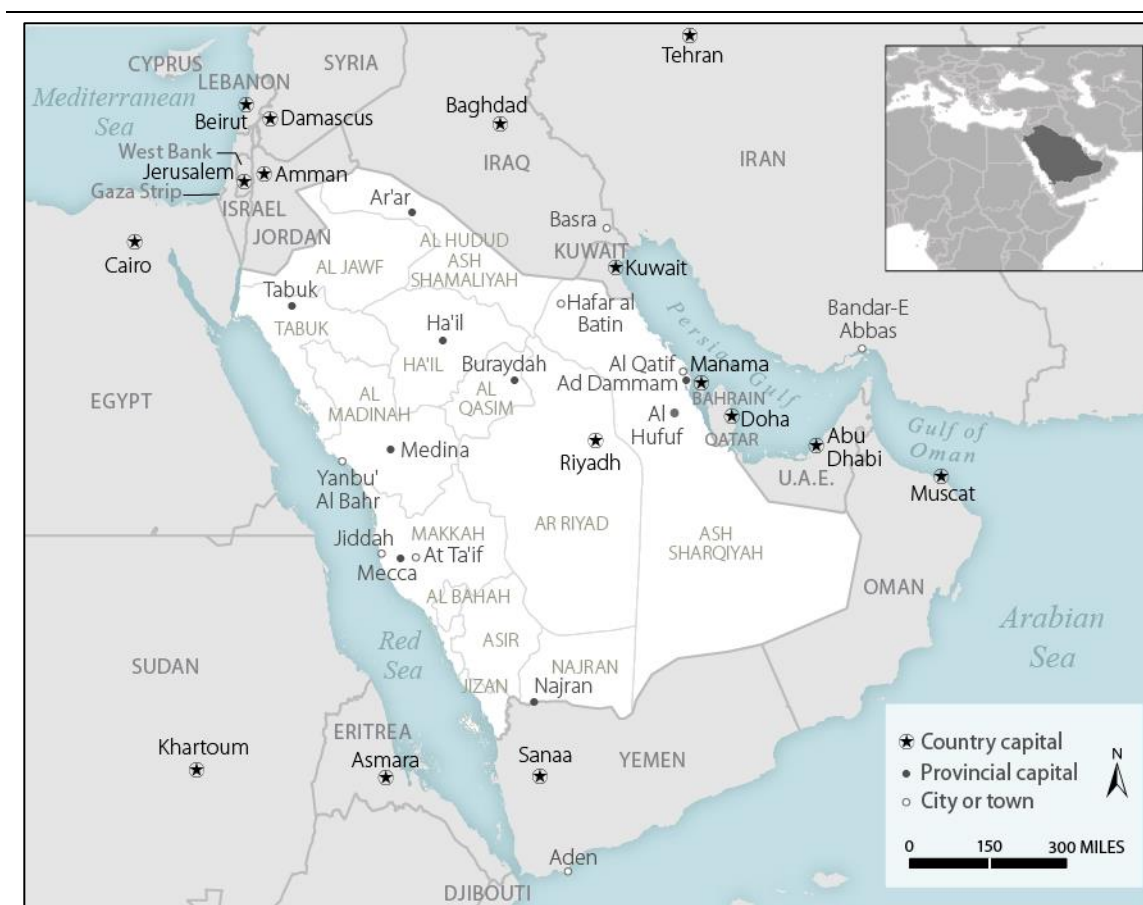 Tehran
CYPRUS
SYRIA
LEBANON
Mediterranean
Sea
Beirut
Damascus
Baghdad
West Bank
Jerusalem
Amman
IRAQ
IRAN
Gaza Strip
ISRAEL
Ar'ar
Basra
JORDAN
AL HUDUD
ASH
SHAMALIYAH
KUWAIT
Cairo
AL JAWF
Kuwait
Tabuk
TABUK
Hafar al
Batin
Persian Gulf
Bandar-E
Abbas
Ha'il
HA'IL
Buraydah
Al Qatif
Manama
Ad Dammam
BAHRAIN
EGYPT
AL
MADINAH
AL
QASIM
Al
Hufuf
Doha
QATAR
Abu
Dhabi
Gulf of
Oman
Medina
Riyadh
U.A.E.
Muscat
Yanbu'
Al Bahr
Jiddah
MAKKAH
At Ta'if
Mecca
AR RIYAD
ASH
SHARQIYAH
AL BAHAH
OMAN
Arabian
Sea
Red
Sea
ASIR
SUDAN
JIZAN
NAJRAN
Najran
ERITREA
Khartoum
Asmara
Sanaa
YEMEN
Aden
DJIBOUTI
Country capital
Provincial capital
City or town
N
0 150 300 MILES